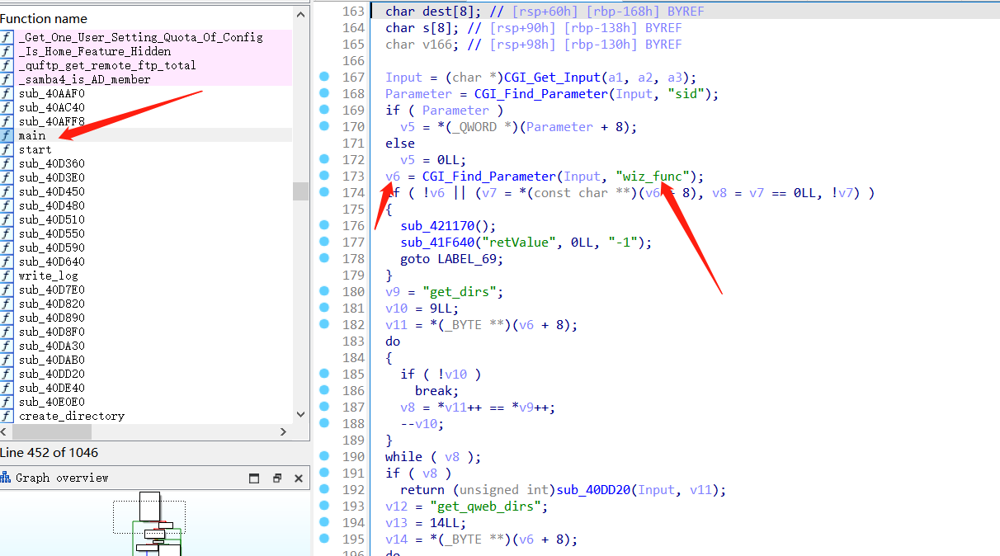 Function name
f _Get_One_User_Setting_Quota_Of_Config
f _Is_Home_Feature_Hidden
f _quftp_get_remote_ftp_total
f _samba4_is_AD_member
f sub_40AAF0
f sub_40AC40
f sub_40AFF8
f main
f start
f sub_40D360
f sub_40D3E0
f sub_40D450
f sub_40D480
f sub_40D510
f sub_40D550
f sub_40D590
f sub_40D640
f write_log
f sub_40D7E0
f sub_40D820
f sub_40D890
f sub_40D8F0
f sub_40DA30
f sub_40DAB0
f sub_40DD20
f sub_40DE40
f sub_40E0E0
f create_directory
Line 452 of 1046
Graph overview
163 char dest[8]; // [rsp+60h] [rbp-168h] BYREF
164 char s[8]; // [rsp+90h] [rbp-138h] BYREF
165 char v166; // [rsp+98h] [rbp-130h] BYREF
166
167 Input = (char *)CGI_Get_Input(a1, a2, a3);
168 Parameter = CGI_Find_Parameter(Input, "sid");
169 if ( Parameter )
170 v5 = *(_QWORD *)(Parameter + 8);
171 else
172 v5 = 0LL;
173 v6 = CGI_Find_Parameter(Input, "wiz_func");
174 if ( !v6 || (v7 = *(const char **)(v6 + 8), v8 = v7 == 0LL, !v7) )
175 {
176 sub_421170();
177 sub_41F640("retValue", 0LL, "-1");
178 goto LABEL_69;
179 }
180 v9 = "get_dirs";
181 v10 = 9LL;
182 v11 = *(_BYTE **)(v6 + 8);
183 do
184 {
185 if ( !v10 )
186 break;
187 v8 = *v11++ == *v9++;
188 --v10;
189 }
190 while ( v8 );
191 if ( v8 )
192 return (unsigned int)sub_40DD20(Input, v11);
193 v12 = "get_qweb_dirs";
194 v13 = 14LL;
195 v14 = *(_BYTE **)(v6 + 8);
196 do